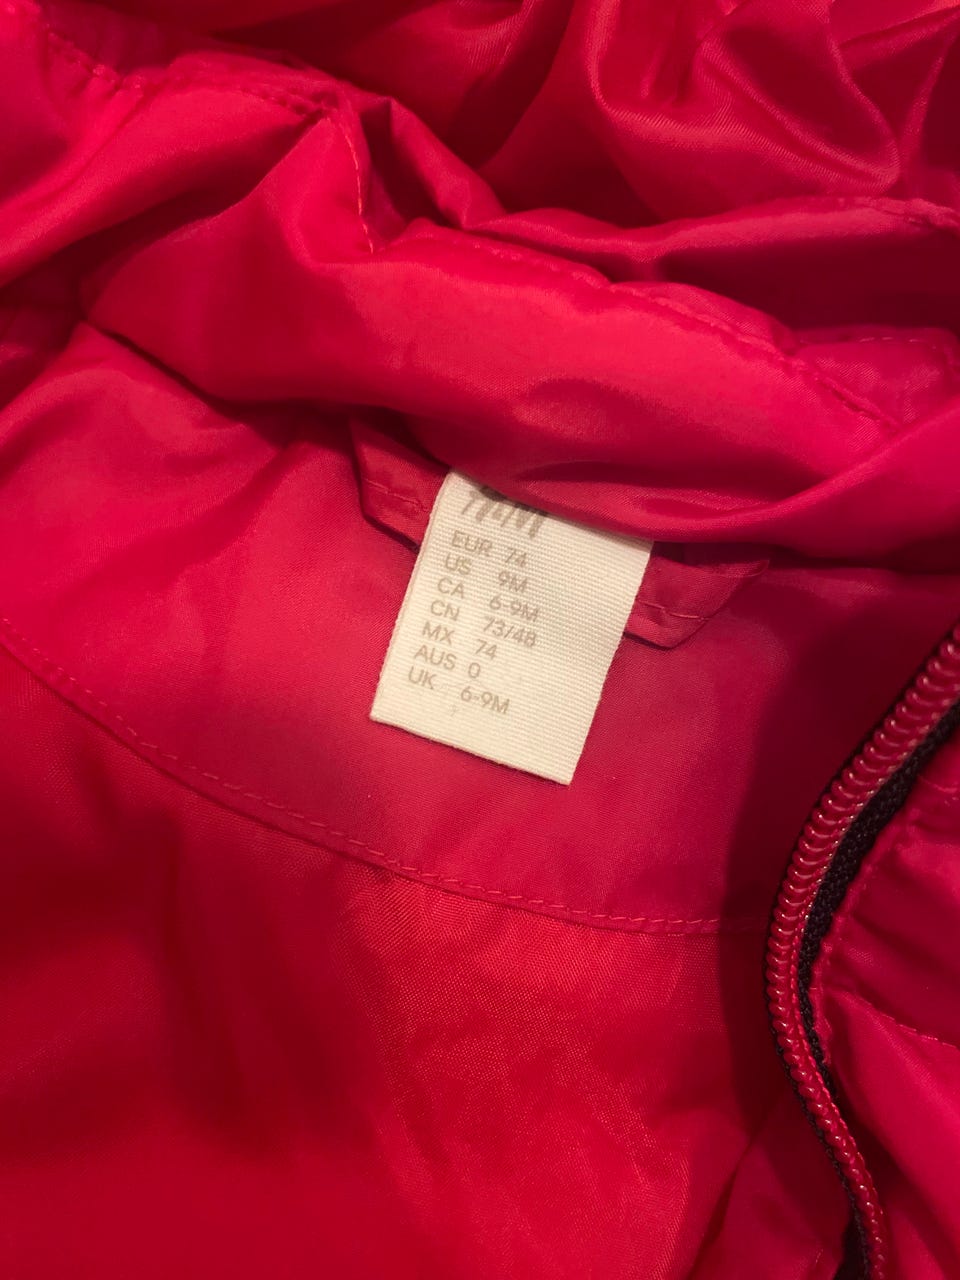 H&M
EUR 74
US 9M
CA 6-9M
CN 73/48
MX 74
AUS 0
UK 6-9M